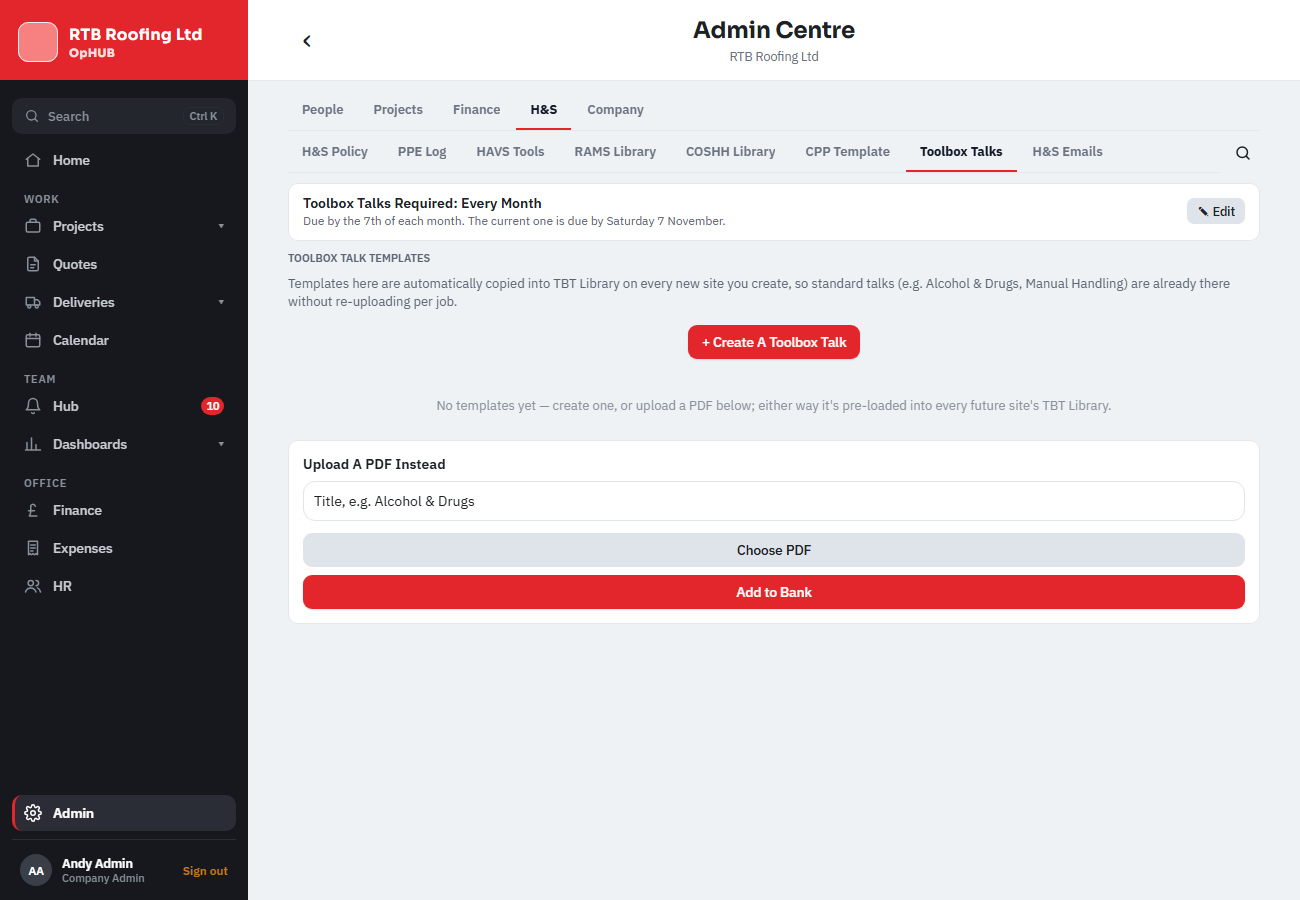 RTB Roofing Ltd
OpHUB
Search
Ctrl K
Home
WORK
Projects
Quotes
Deliveries
Calendar
TEAM
Hub
10
Dashboards
OFFICE
Finance
Expenses
HR
Admin
AA
Andy Admin
Company Admin
Sign out
Admin Centre
RTB Roofing Ltd
People
Projects
Finance
H&S
Company
H&S Policy
PPE Log
HAVS Tools
RAMS Library
COSHH Library
CPP Template
Toolbox Talks
H&S Emails
Toolbox Talks Required: Every Month
Due by the 7th of each month. The current one is due by Saturday 7 November.
Edit
TOOLBOX TALK TEMPLATES
Templates here are automatically copied into TBT Library on every new site you create, so standard talks (e.g. Alcohol & Drugs, Manual Handling) are already there
without re-uploading per job.
+ Create A Toolbox Talk
No templates yet — create one, or upload a PDF below; either way it's pre-loaded into every future site's TBT Library.
Upload A PDF Instead
Title, e.g. Alcohol & Drugs
Choose PDF
Add to Bank